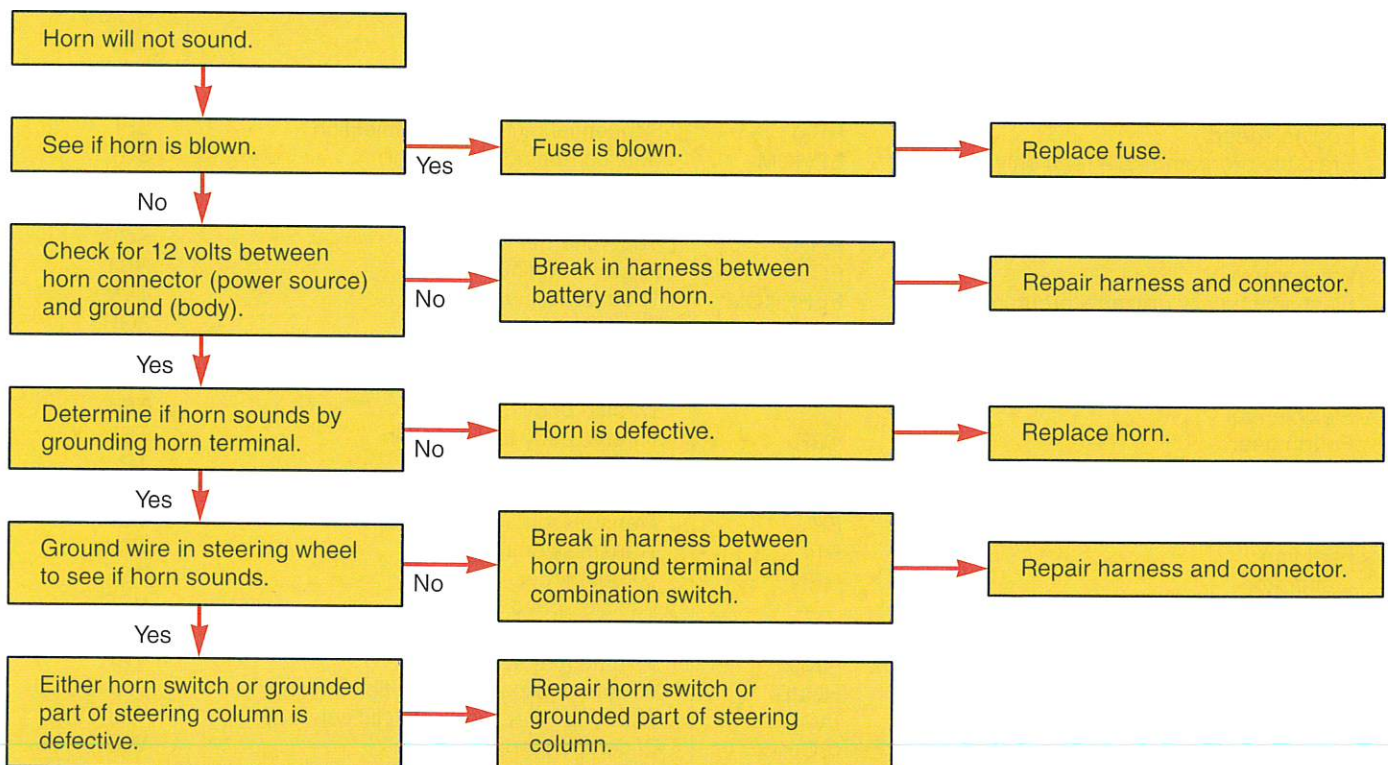 Horn will not sound.
See if horn is blown.
Yes
Fuse is blown.
Replace fuse.
No
Check for 12 volts between
horn connector (power source)
and ground (body).
No
Break in harness between
battery and horn.
Repair harness and connector.
Yes
Determine if horn sounds by
grounding horn terminal.
No
Horn is defective.
Replace horn.
Yes
Ground wire in steering wheel
to see if horn sounds.
No
Break in harness between
horn ground terminal and
combination switch.
Repair harness and connector.
Yes
Either horn switch or grounded
part of steering column is
defective.
Repair horn switch or
grounded part of steering
column.